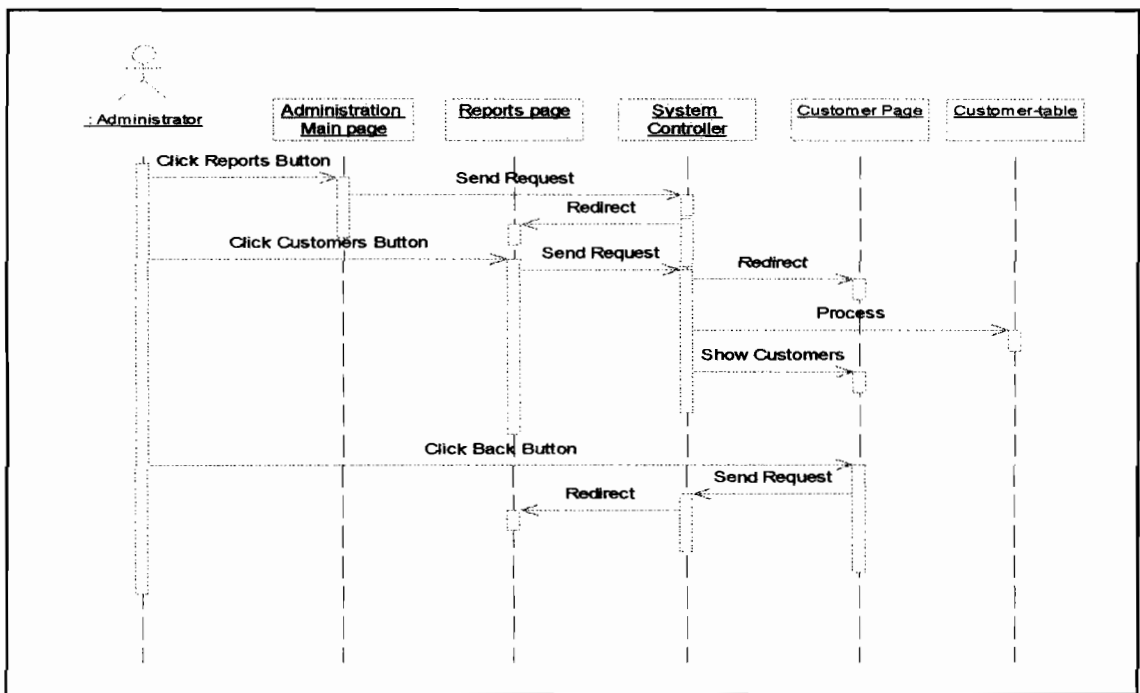 : Administrator
Administration
Main page
Reports page
System
Controller
Customer Page
Customer-table
Click Reports Button
Send Request
Redirect
Click Customers Button
Send Request
Redirect
Process
Show Customers
Click Back Button
Send Request
Redirect